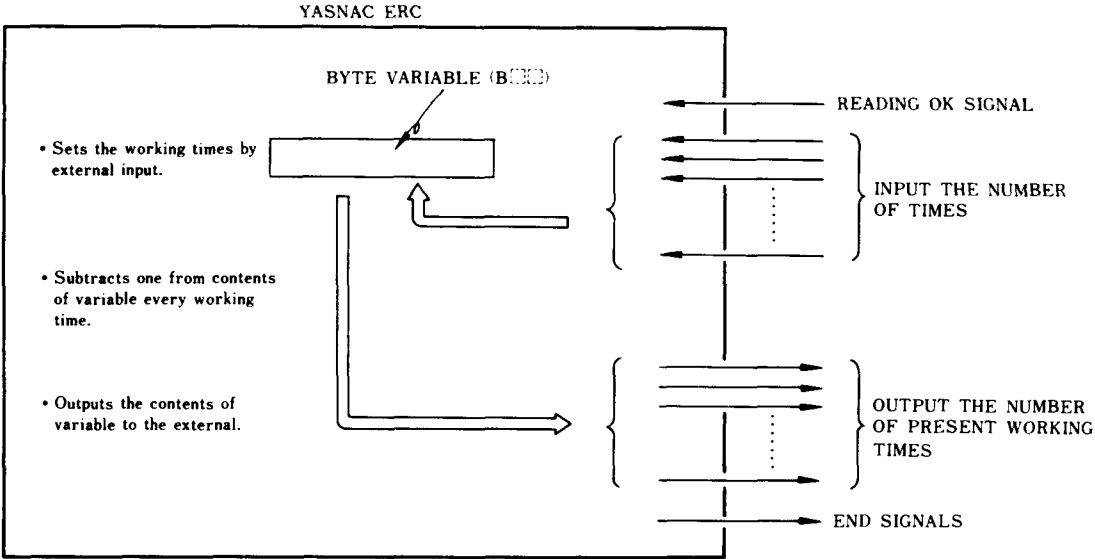 YASNAC ERC
BYTE VARIABLE (B⬚⬚)
READING OK SIGNAL
• Sets the working times by
external input.
INPUT THE NUMBER
OF TIMES
• Subtracts one from contents
of variable every working
time.
• Outputs the contents of
variable to the external.
OUTPUT THE NUMBER
OF PRESENT WORKING
TIMES
END SIGNALS